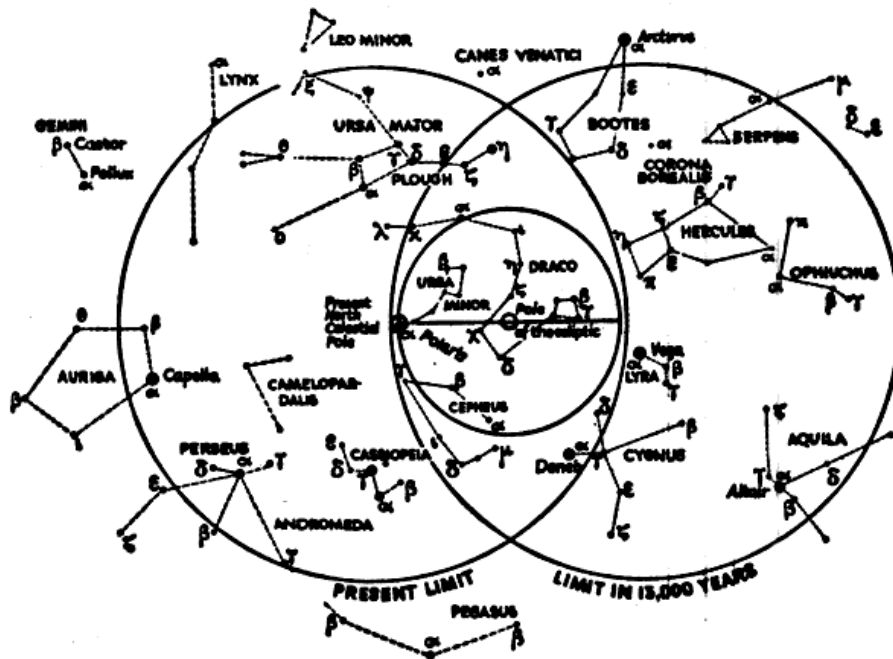 LEO MINOR
CANES VENATICI
α
Arcturus
α
α
LYNX
ξ
ψ
ε
α
μ
GEMINI
β Castor
Pollux
α
URSA MAJOR
BOOTES
SERPENS
δ
ε
θ
γ
δ
η
γ
δ
α
CORONA
BOREALIS
β
PLOUGH
ζ
α
β
γ
λ
α
ι
ζ
HERCULES
η
κ
β
η
DRACO
π
ε
α
α
OPHIUCHUS
URSA
MINOR
ζ
β
γ
θ
β
Present
North
Celestial
Pole
α
Polaris
Pole
of the ecliptic
β
γ
χ
δ
Vega
α
β
LYRA
γ
AURIGA
Capella
α
β
ι
CAMELOPAR-
DALIS
γ
β
CEPHEUS
α
δ
ζ
PERSEUS
δ
α
γ
ε
δ
CASSIOPEIA
γ
β
α
δ
μ
α
Deneb
γ
CYGNUS
β
AQUILA
γ
α
δ
Altair
β
ε
ζ
ε
ζ
β
ANDROMEDA
γ
PRESENT LIMIT
LIMIT IN 13,000 YEARS
PEGASUS
β
α
β